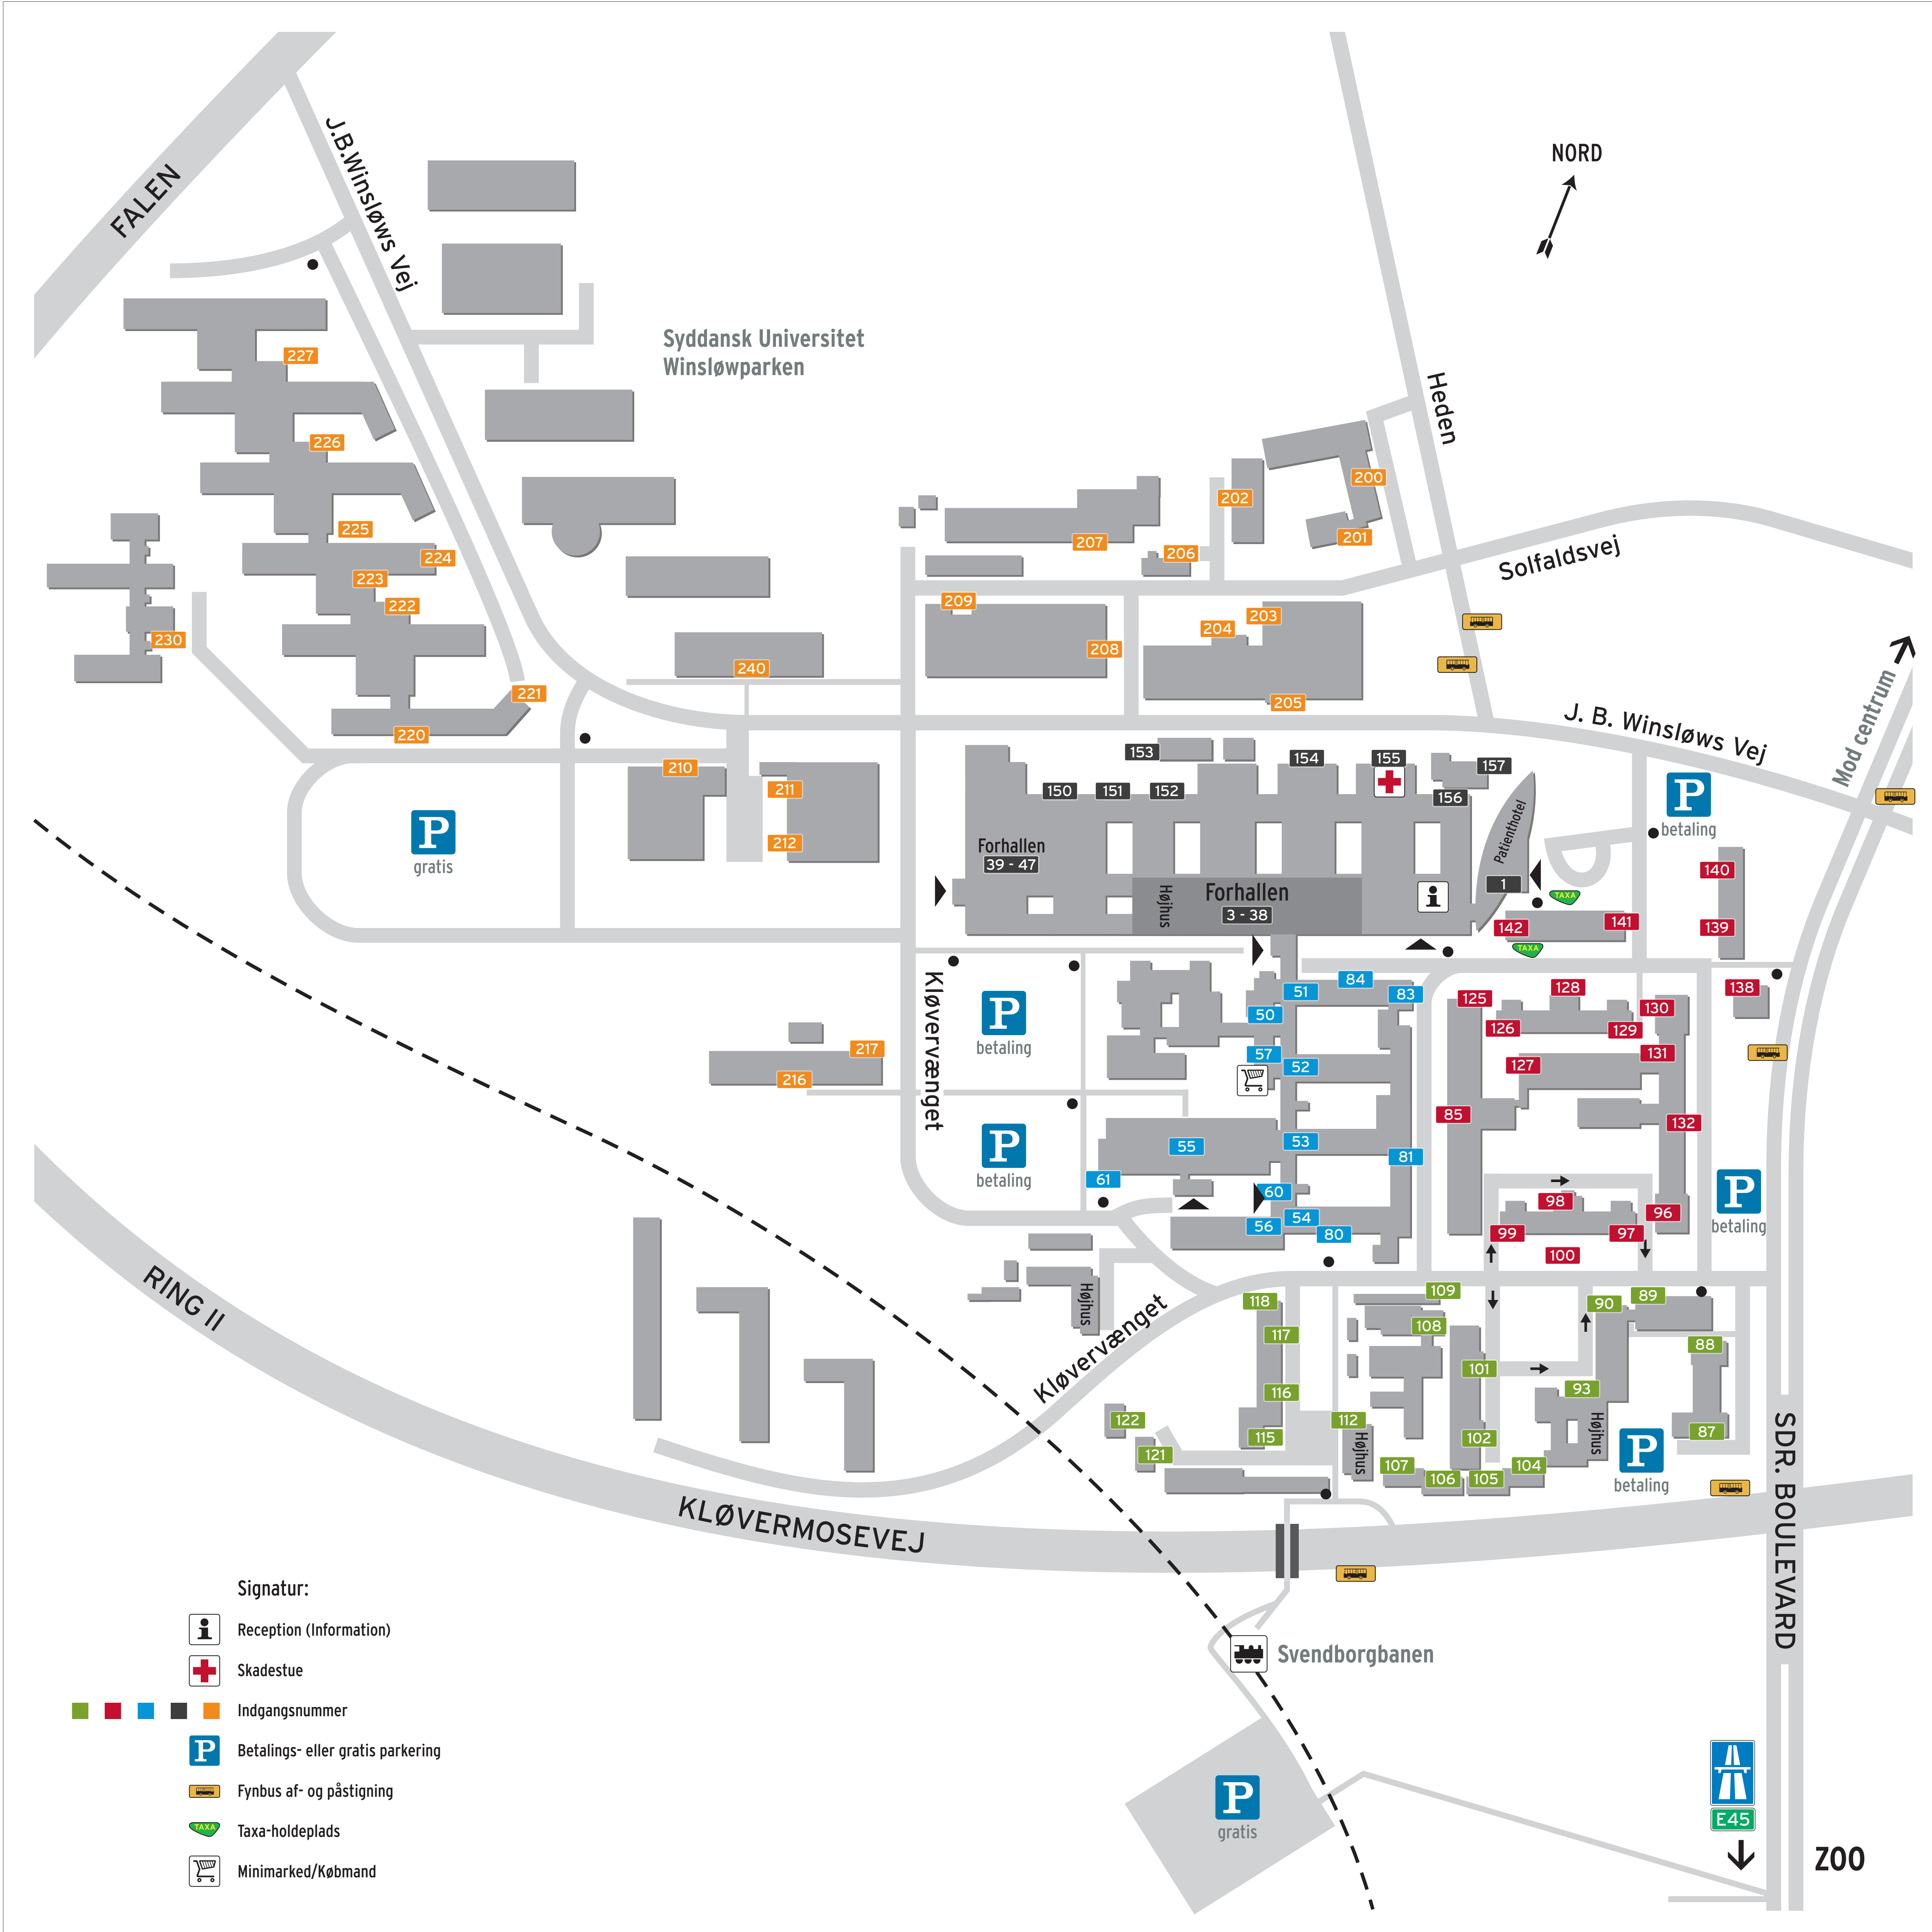 FALEN
J.B.Winsløws Vej
NORD
Syddansk Universitet
Winsløwparken
Heden
Solfaldsvej
Mod centrum
J. B. Winsløws Vej
227
226
225
224
223
222
221
220
230
240
207
206
202
200
201
209
208
203
204
205
210
211
212
P
gratis
153
154
155
157
150
151
152
156
Forhallen
39 - 47
Højhus
Forhallen
3 - 38
i
Patienthotel
1
TAXA
TAXA
P
betaling
140
139
142
141
138
Kløvervænget
P
betaling
P
betaling
217
216
51
84
83
50
57
52
55
53
81
61
60
56
54
80
125
128
130
126
129
131
127
85
132
98
96
99
97
100
P
betaling
Højhus
Kløvervænget
118
117
116
115
122
121
109
108
101
102
112
Højhus
107
106
105
104
90
89
88
93
87
Højhus
P
betaling
RING II
KLØVERMOSEVEJ
SDR. BOULEVARD
Svendborgbanen
P
gratis
E45
ZOO
Signatur:
i Reception (Information)
Skadestue
Indgangsnummer
P Betalings- eller gratis parkering
Fynbus af- og påstigning
TAXA Taxa-holdeplads
Minimarked/Købmand